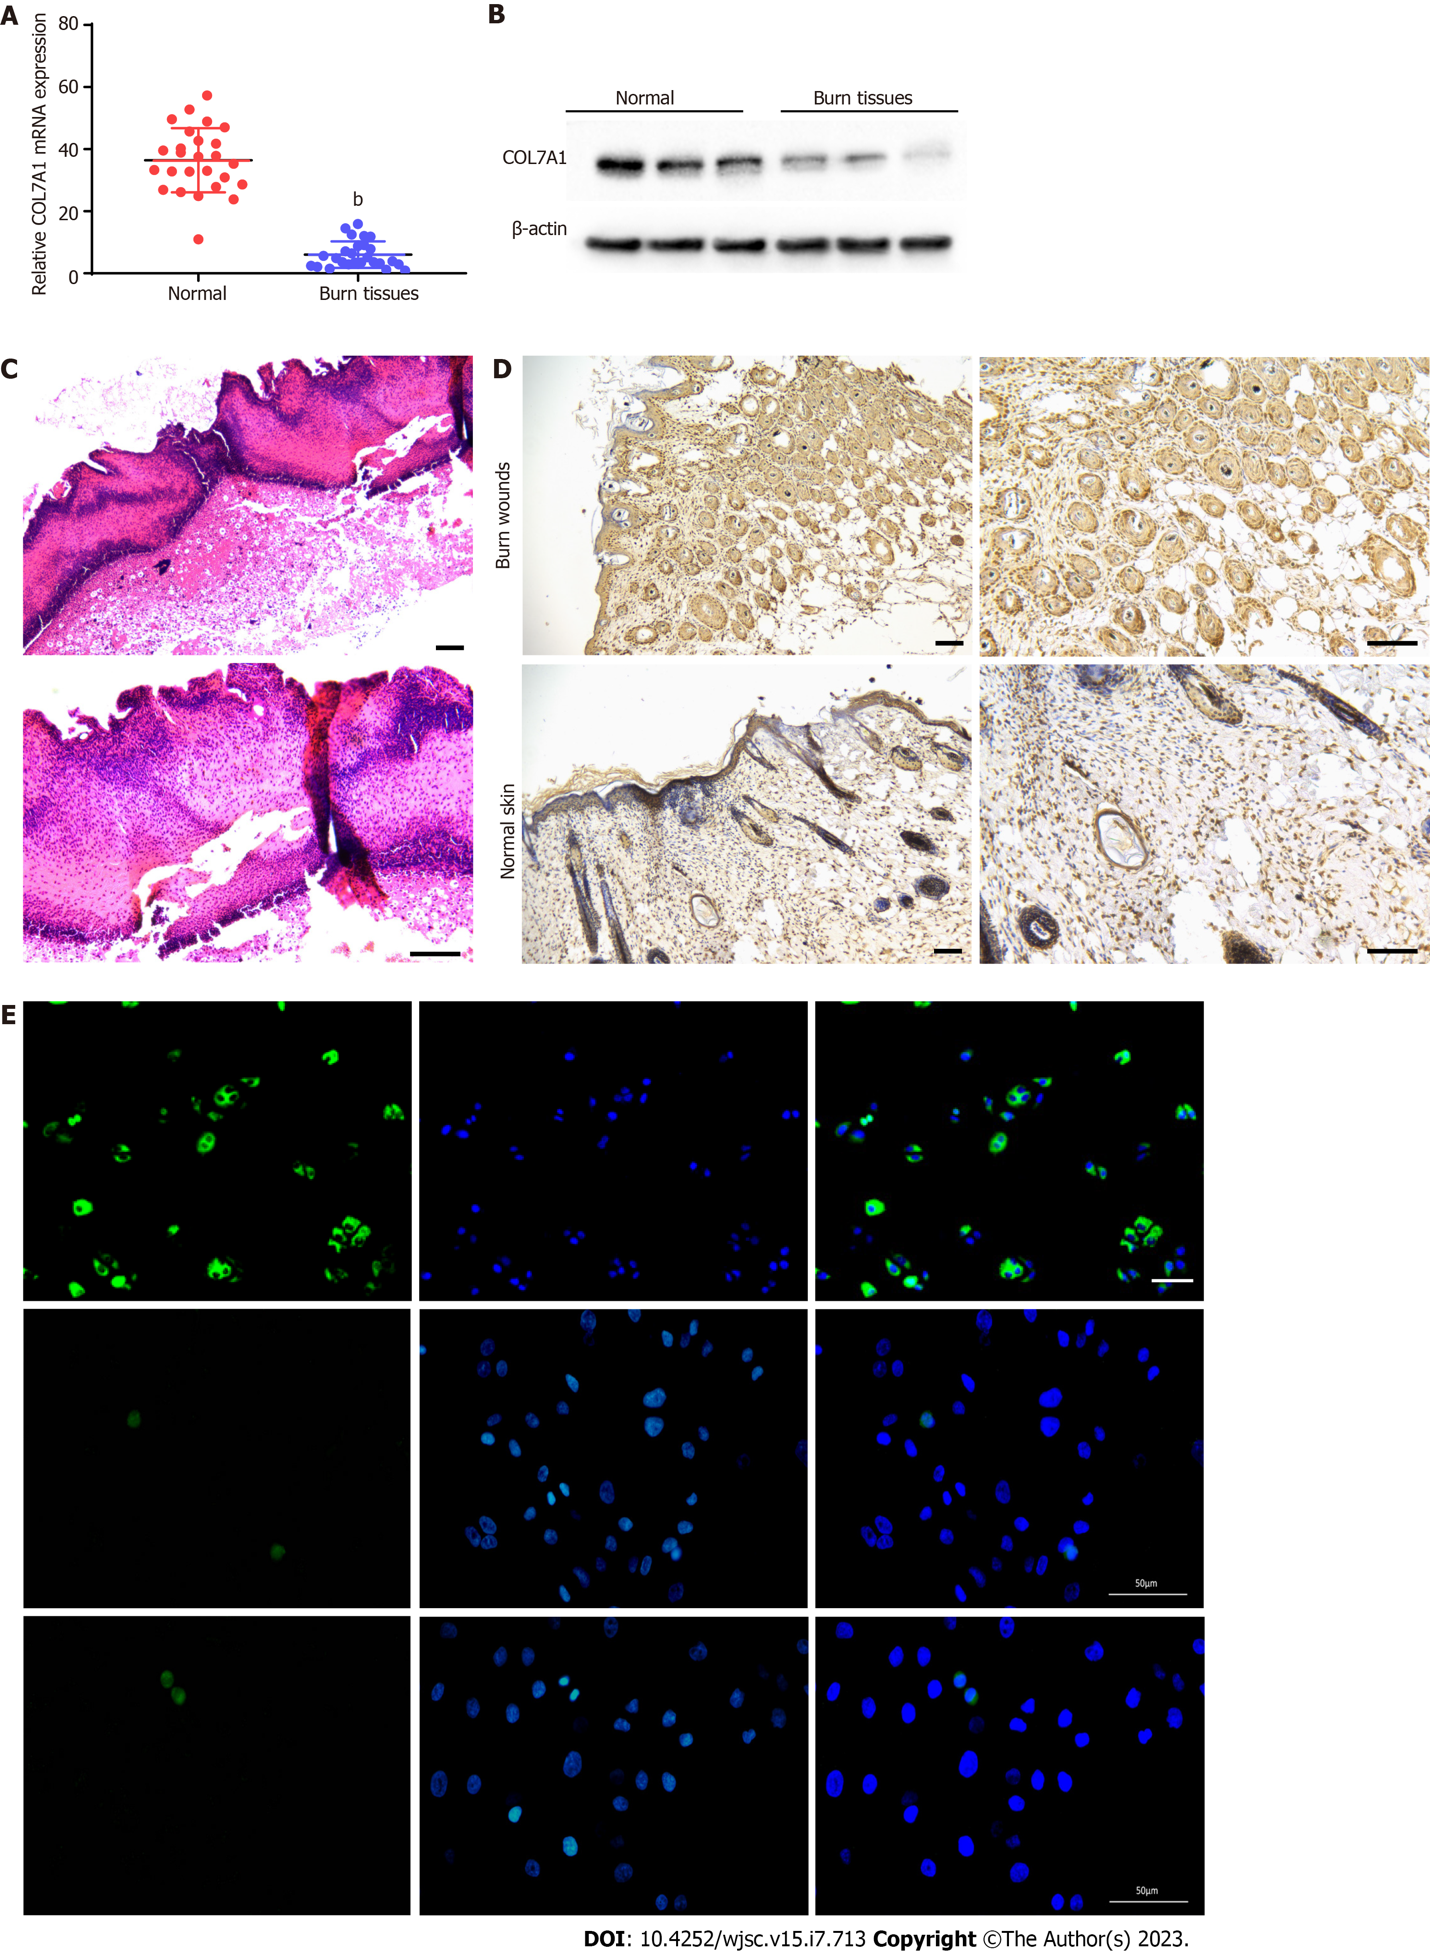 A
Relative COL7A1 mRNA expression
80
60
40
20
0
b
Normal
Burn tissues
B
Normal
Burn tissues
COL7A1
β-actin
C
D
Burn wounds
Normal skin
E
50μm
50μm
DOI: 10.4252/wjsc.v15.i7.713 Copyright ©The Author(s) 2023.